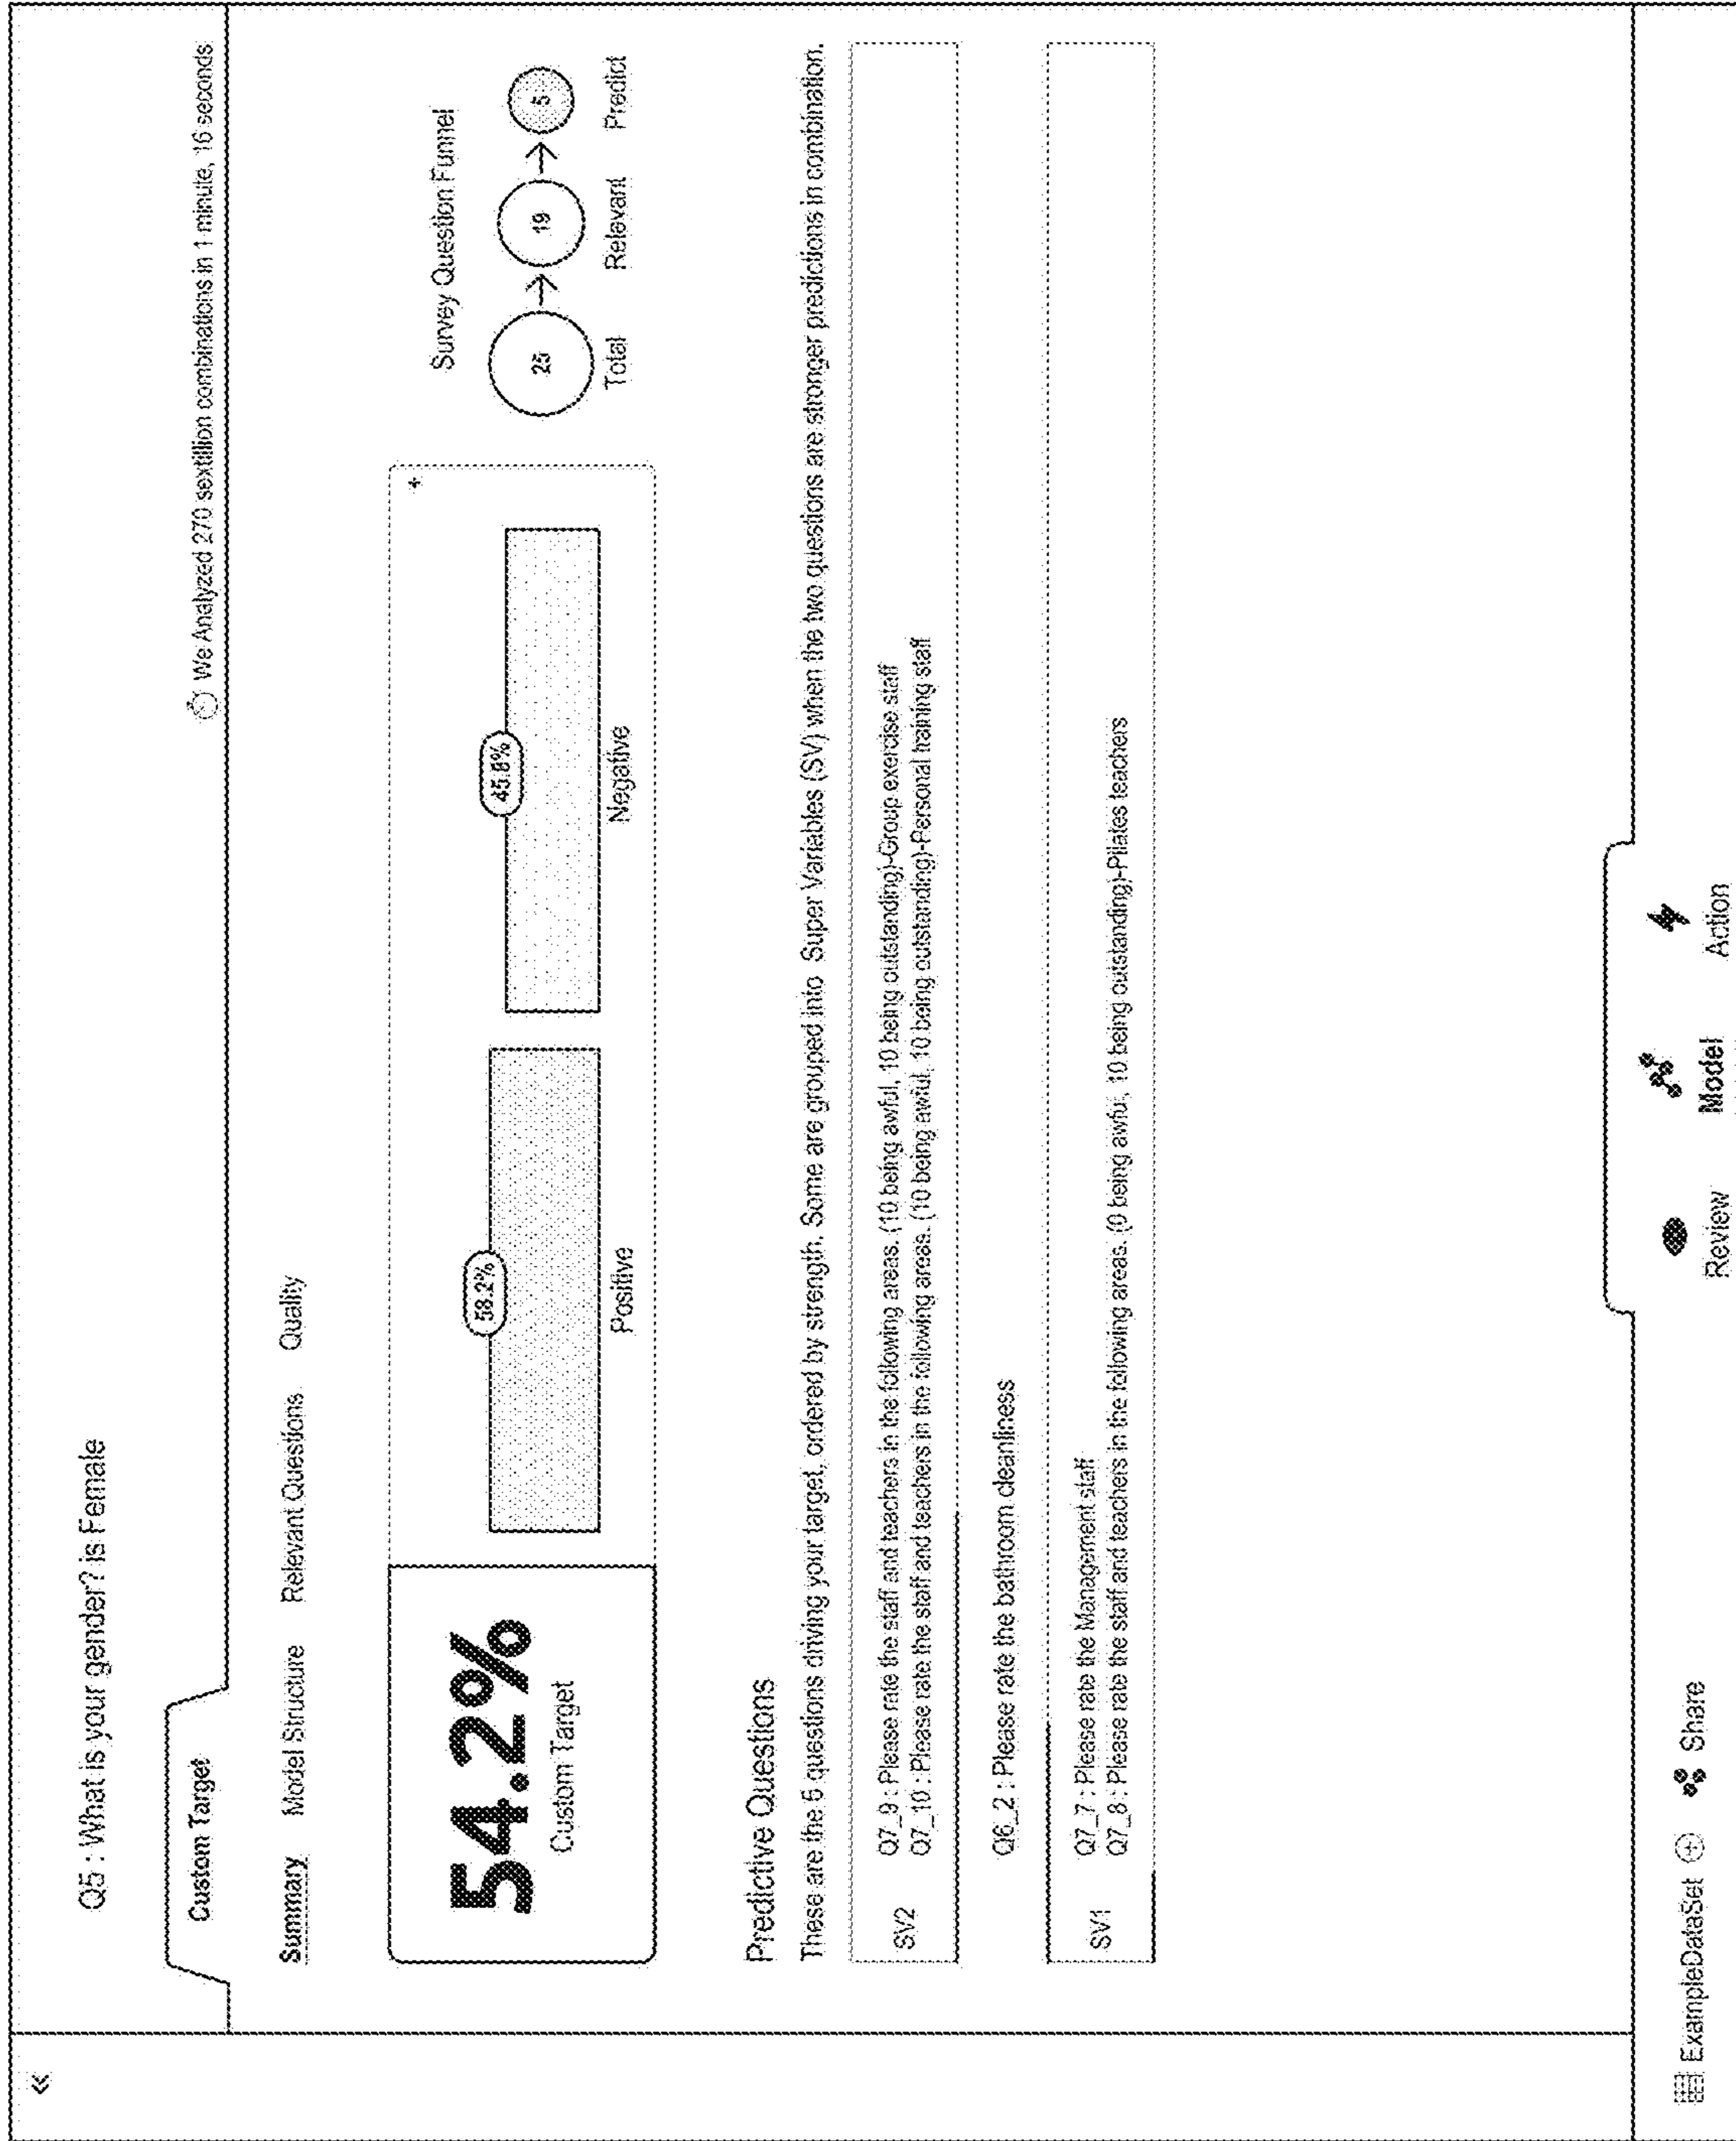 «
Q5 : What is your gender? is Female
Custom Target
We Analyzed 270 sextillion combinations in 1 minute, 16 seconds
Summary Model Structure Relevant Questions Quality
54.2%
Custom Target
58.2%
Positive
45.8%
Negative
+
Survey Question Funnel
25 19 5
Total Relevant Predict
Predictive Questions
These are the 5 questions driving your target, ordered by strength. Some are grouped into Super Variables (SV) when the two questions are stronger predictions in combination.
SV2
Q7_9 : Please rate the staff and teachers in the following areas. (10 being awful, 10 being outstanding)-Group exercise staff
Q7_10 : Please rate the staff and teachers in the following areas. (10 being awful, 10 being outstanding)-Personal training staff
Q6_2 : Please rate the bathroom cleanliness
SV1
Q7_7 : Please rate the Management staff
Q7_8 : Please rate the staff and teachers in the following areas. (0 being awful, 10 being outstanding)-Pilates teachers
ExampleDataSet Share
Review Model Action